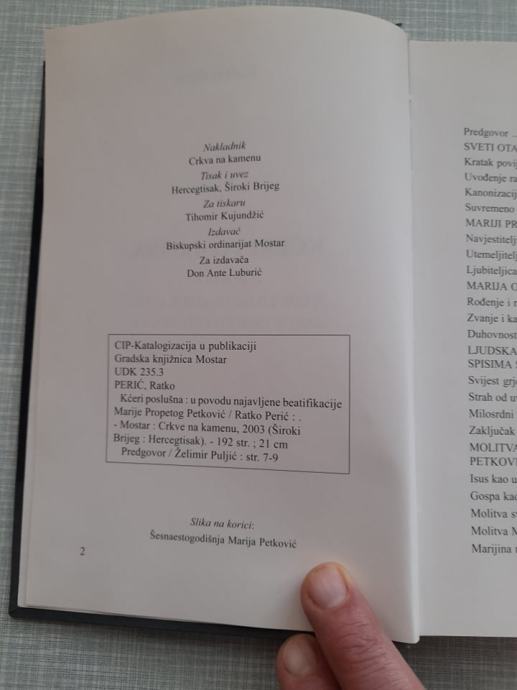 Nakladnik
Crkva na kamenu
Tisak i uvez
Hercegtisak, Široki Brijeg
Za tiskaru
Tihomir Kujundžić
Izdavač
Biskupski ordinarijat Mostar
Za izdavača
Don Ante Luburić
CIP-Katalogizacija u publikaciji
Gradska knjižnica Mostar
UDK 235.3
PERIĆ, Ratko
Kćeri poslušna : u povodu najavljene beatifikacije
Marije Propetog Petković / Ratko Perić : .
- Mostar : Crkve na kamenu, 2003 (Široki
Brijeg : Hercegtisak). - 192 str. ; 21 cm
Predgovor / Želimir Puljić : str. 7-9
Slika na korici:
Šesnaestogodišnja Marija Petković
2
Predgovor ..
SVETI OTA
Kratak povij
Uvođenje ra
Kanonizacij
Suvremeno
MARIJI PR
Navjestitelj
Utemeljitelj
Ljubiteljica
MARIJA O
Rođenje i r
Zvanje i ka
Duhovnost
LJUDSKA
SPISIMA
Svijest grj
Strah od u
Milosrdni
Zaključak
MOLITVA
PETKOV
Isus kao u
Gospa kao
Molitva sv
Molitva M
Marijina